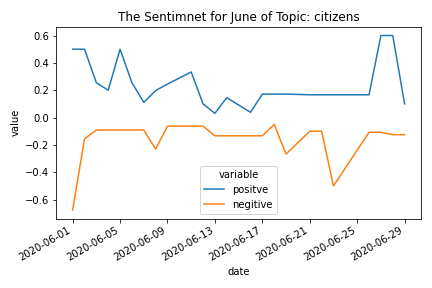 The Sentimnet for June of Topic: citizens
value
0.6
0.4
0.2
0.0
−0.2
−0.4
−0.6
variable
positve
negitive
2020-06-01
2020-06-05
2020-06-09
2020-06-13
2020-06-17
2020-06-21
2020-06-25
2020-06-29
date